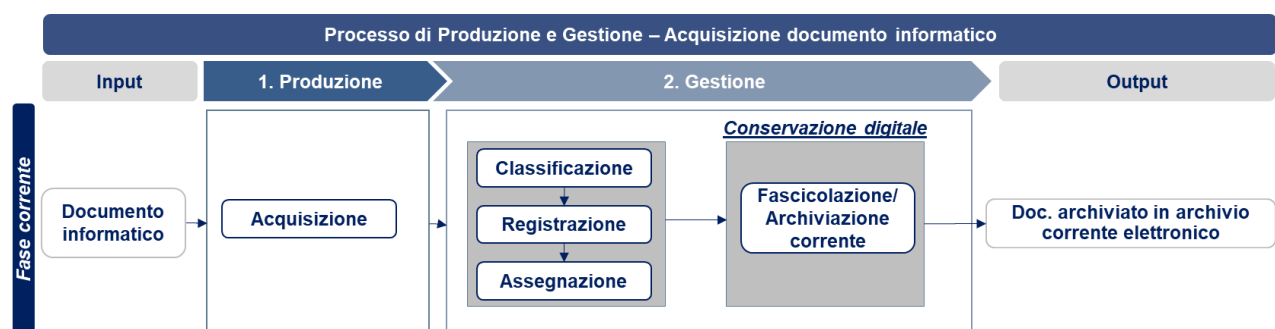 Processo di Produzione e Gestione – Acquisizione documento informatico
Input
1. Produzione
2. Gestione
Output
Fase corrente
Documento
informatico
Acquisizione
Classificazione
Registrazione
Assegnazione
Conservazione digitale
Fascicolazione/
Archiviazione
corrente
Doc. archiviato in archivio
corrente elettronico